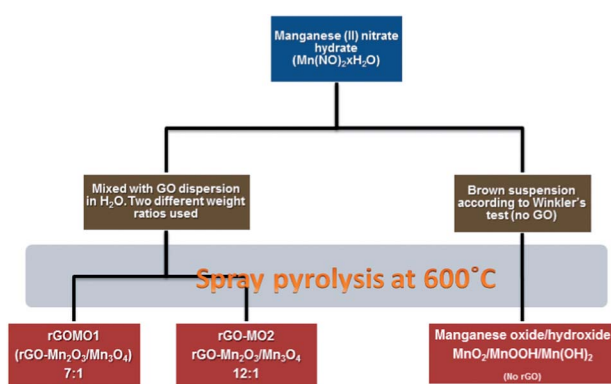 Manganese (II) nitrate
hydrate
(Mn(NO)₂xH₂O)
Mixed with GO dispersion
in H₂O.Two different weight
ratios used
Brown suspension
according to Winkler's
test (no GO)
Spray pyrolysis at 600˚C
rGOMO1
(rGO-Mn₂O₃/Mn₃O₄)
7:1
rGO-MO2
rGO-Mn₂O₃/Mn₃O₄
12:1
Manganese oxide/hydroxide
MnO₂/MnOOH/Mn(OH)₂
(No rGO)